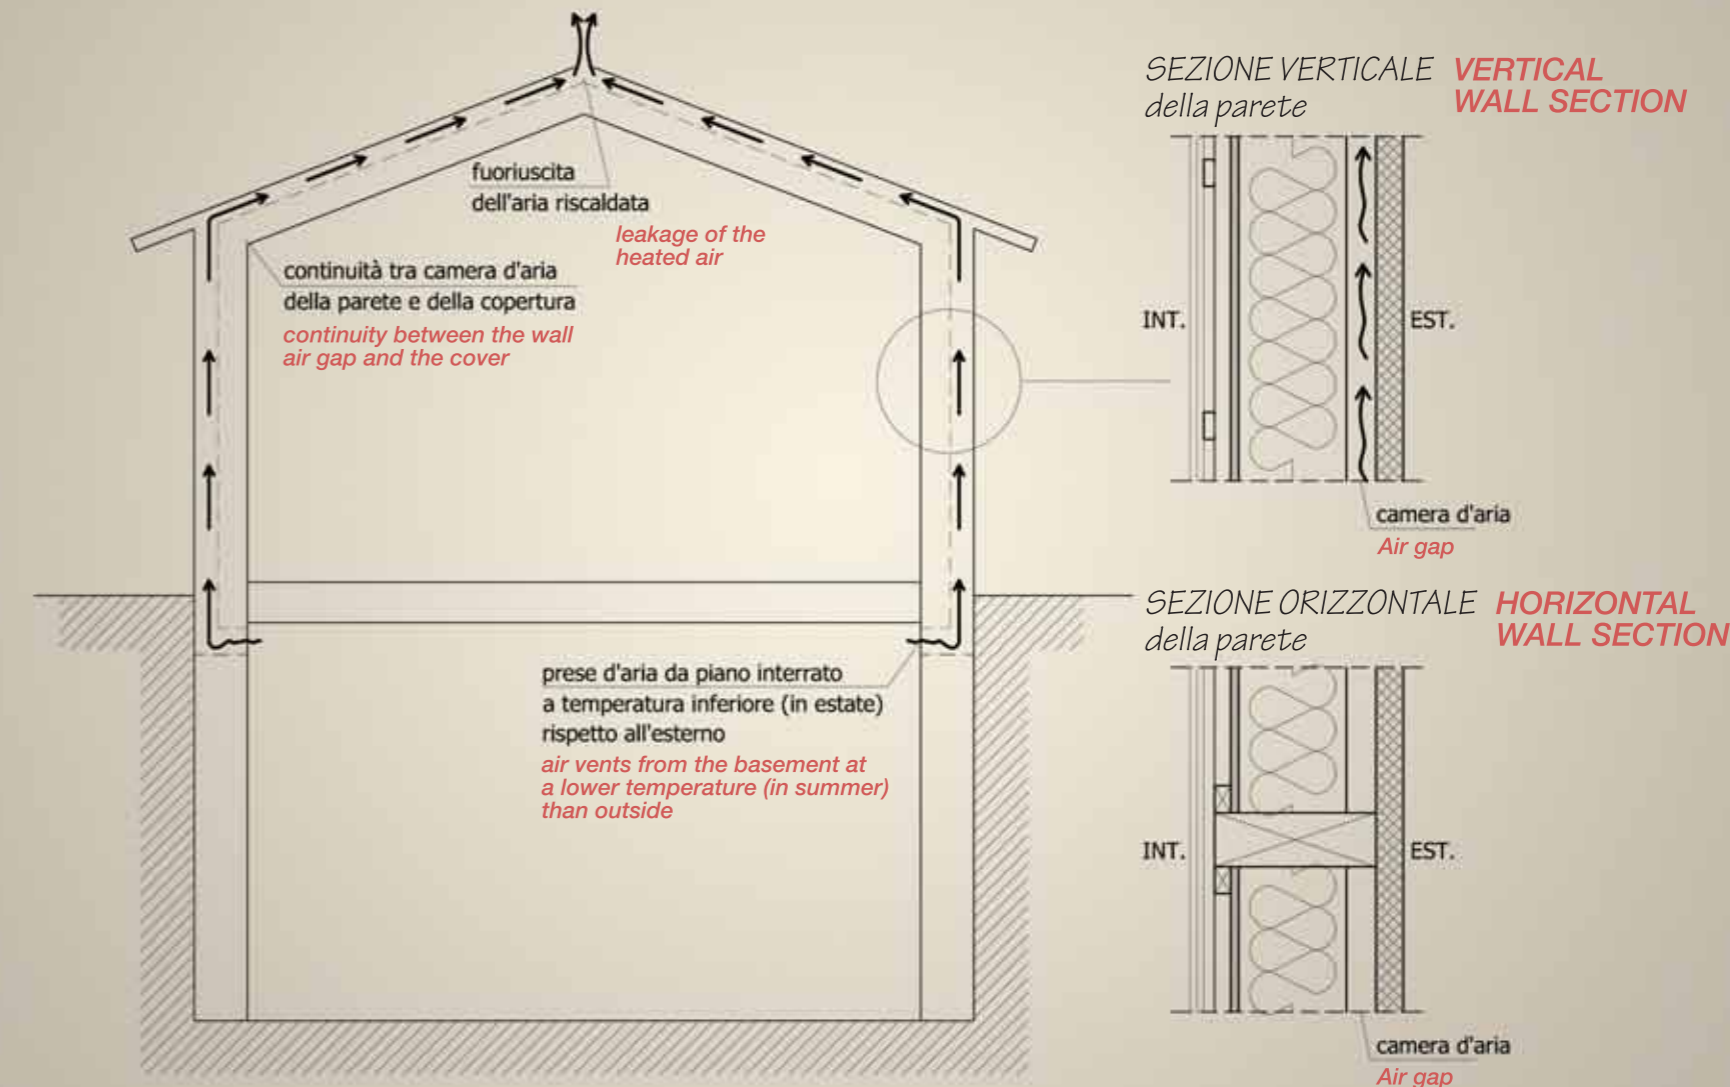 fuoriuscita
dell'aria riscaldata
leakage of the
heated air
continuità tra camera d'aria
della parete e della copertura
continuity between the wall
air gap and the cover
prese d'aria da piano interrato
a temperatura inferiore (in estate)
rispetto all'esterno
air vents from the basement at
a lower temperature (in summer)
than outside
SEZIONE VERTICALE
della parete
VERTICAL
WALL SECTION
INT.
EST.
camera d'aria
Air gap
SEZIONE ORIZZONTALE
della parete
HORIZONTAL
WALL SECTION
INT.
EST.
camera d'aria
Air gap